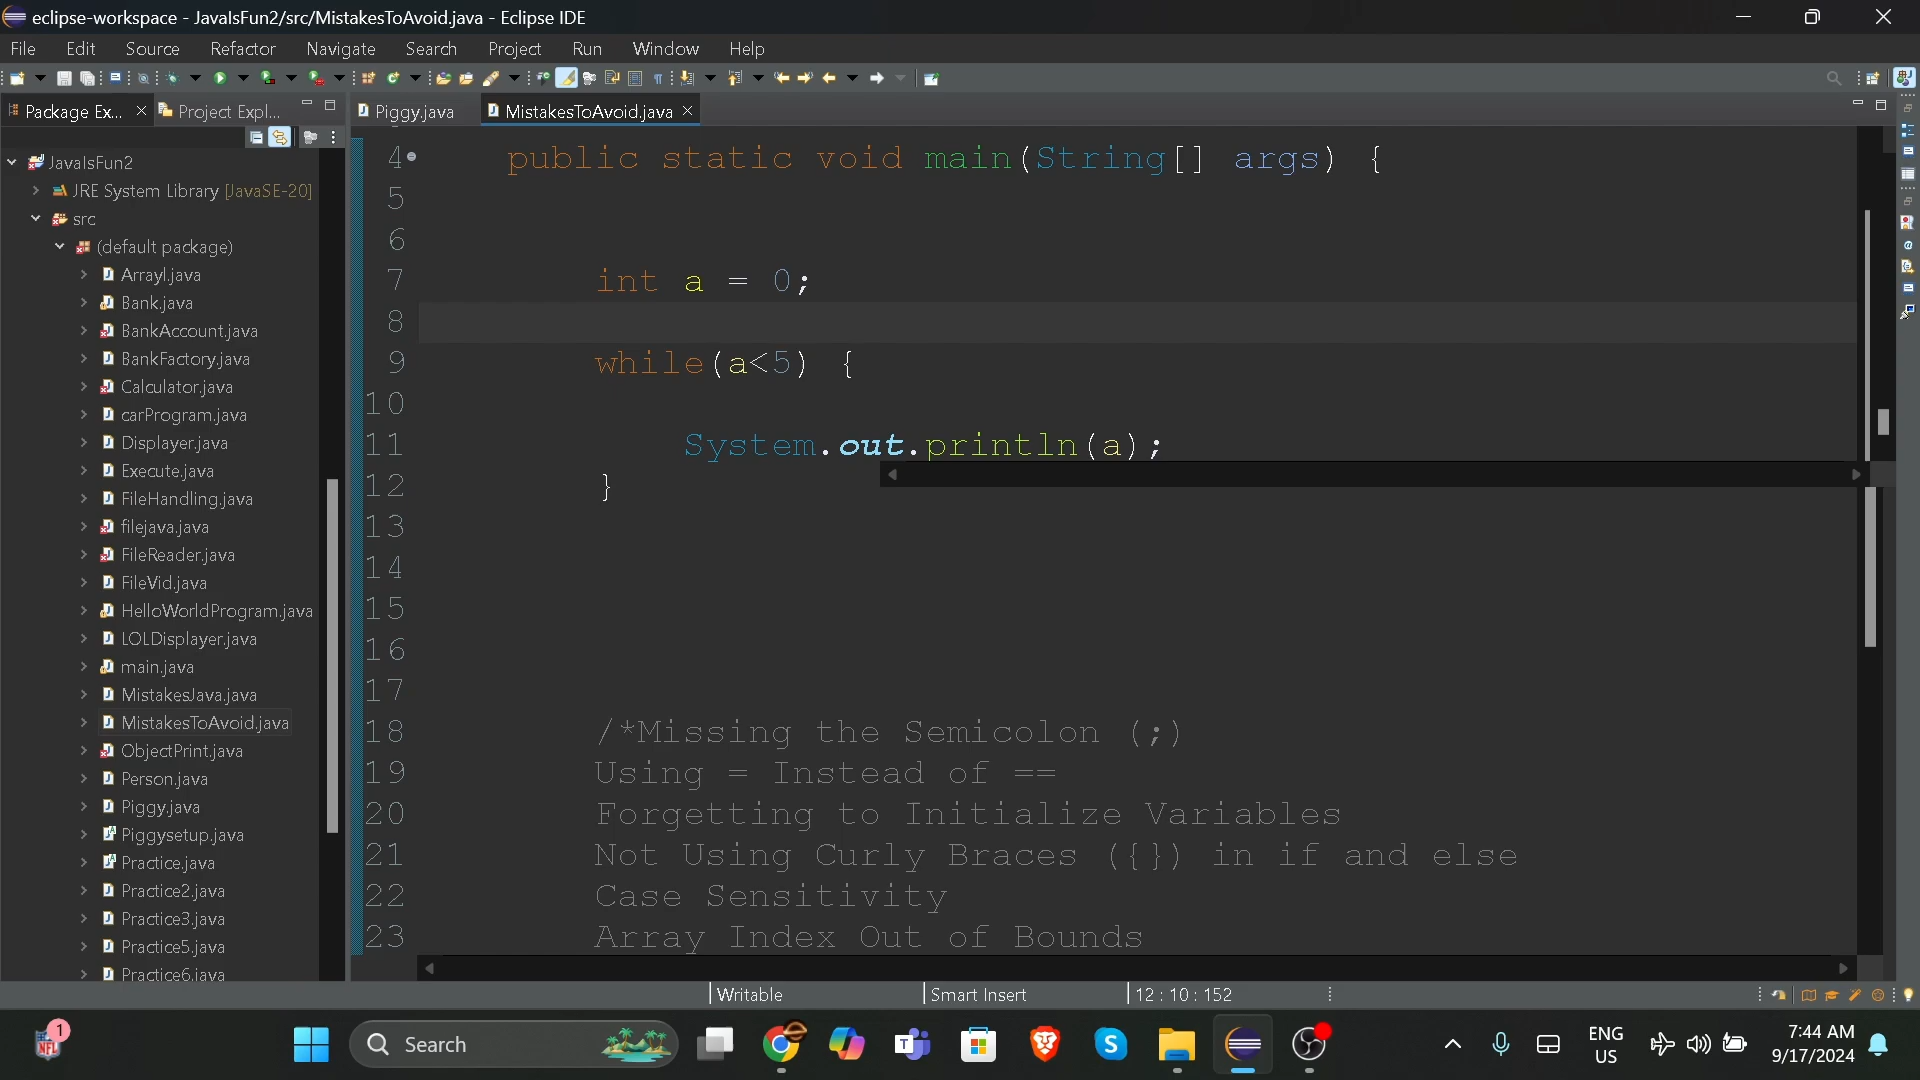 eclipse-workspace - JavaIsFun2/src/MistakesToAvoid.java - Eclipse IDE
File Edit Source Refactor Navigate Search Project Run Window Help
Package Ex... Project Expl... Piggy.java MistakesToAvoid.java
JavaIsFun2
JRE System Library [JavaSE-20]
src
(default package)
ArrayI.java
Bank.java
BankAccount.java
BankFactory.java
Calculator.java
carProgram.java
Displayer.java
Execute.java
FileHandling.java
filejava.java
FileReader.java
FileVid.java
HelloWorldProgram.java
LOLDisplayer.java
main.java
MistakesJava.java
MistakesToAvoid.java
ObjectPrint.java
Person.java
Piggy.java
Piggysetup.java
Practice.java
Practice2.java
Practice3.java
Practice5.java
Practice6.java
4 public static void main(String[] args) {
5
6
7 int a = 0;
8
9 while(a<5) {
10
11 System.out.println(a);
12 }
13
14
15
16
17
18 /*Missing the Semicolon (;)
19 Using = Instead of ==
20 Forgetting to Initialize Variables
21 Not Using Curly Braces ({}) in if and else
22 Case Sensitivity
23 Array Index Out of Bounds
Writable Smart Insert 12 : 10 : 152
1
NFL
Search
T
S
ENG
US
7:44 AM
9/17/2024